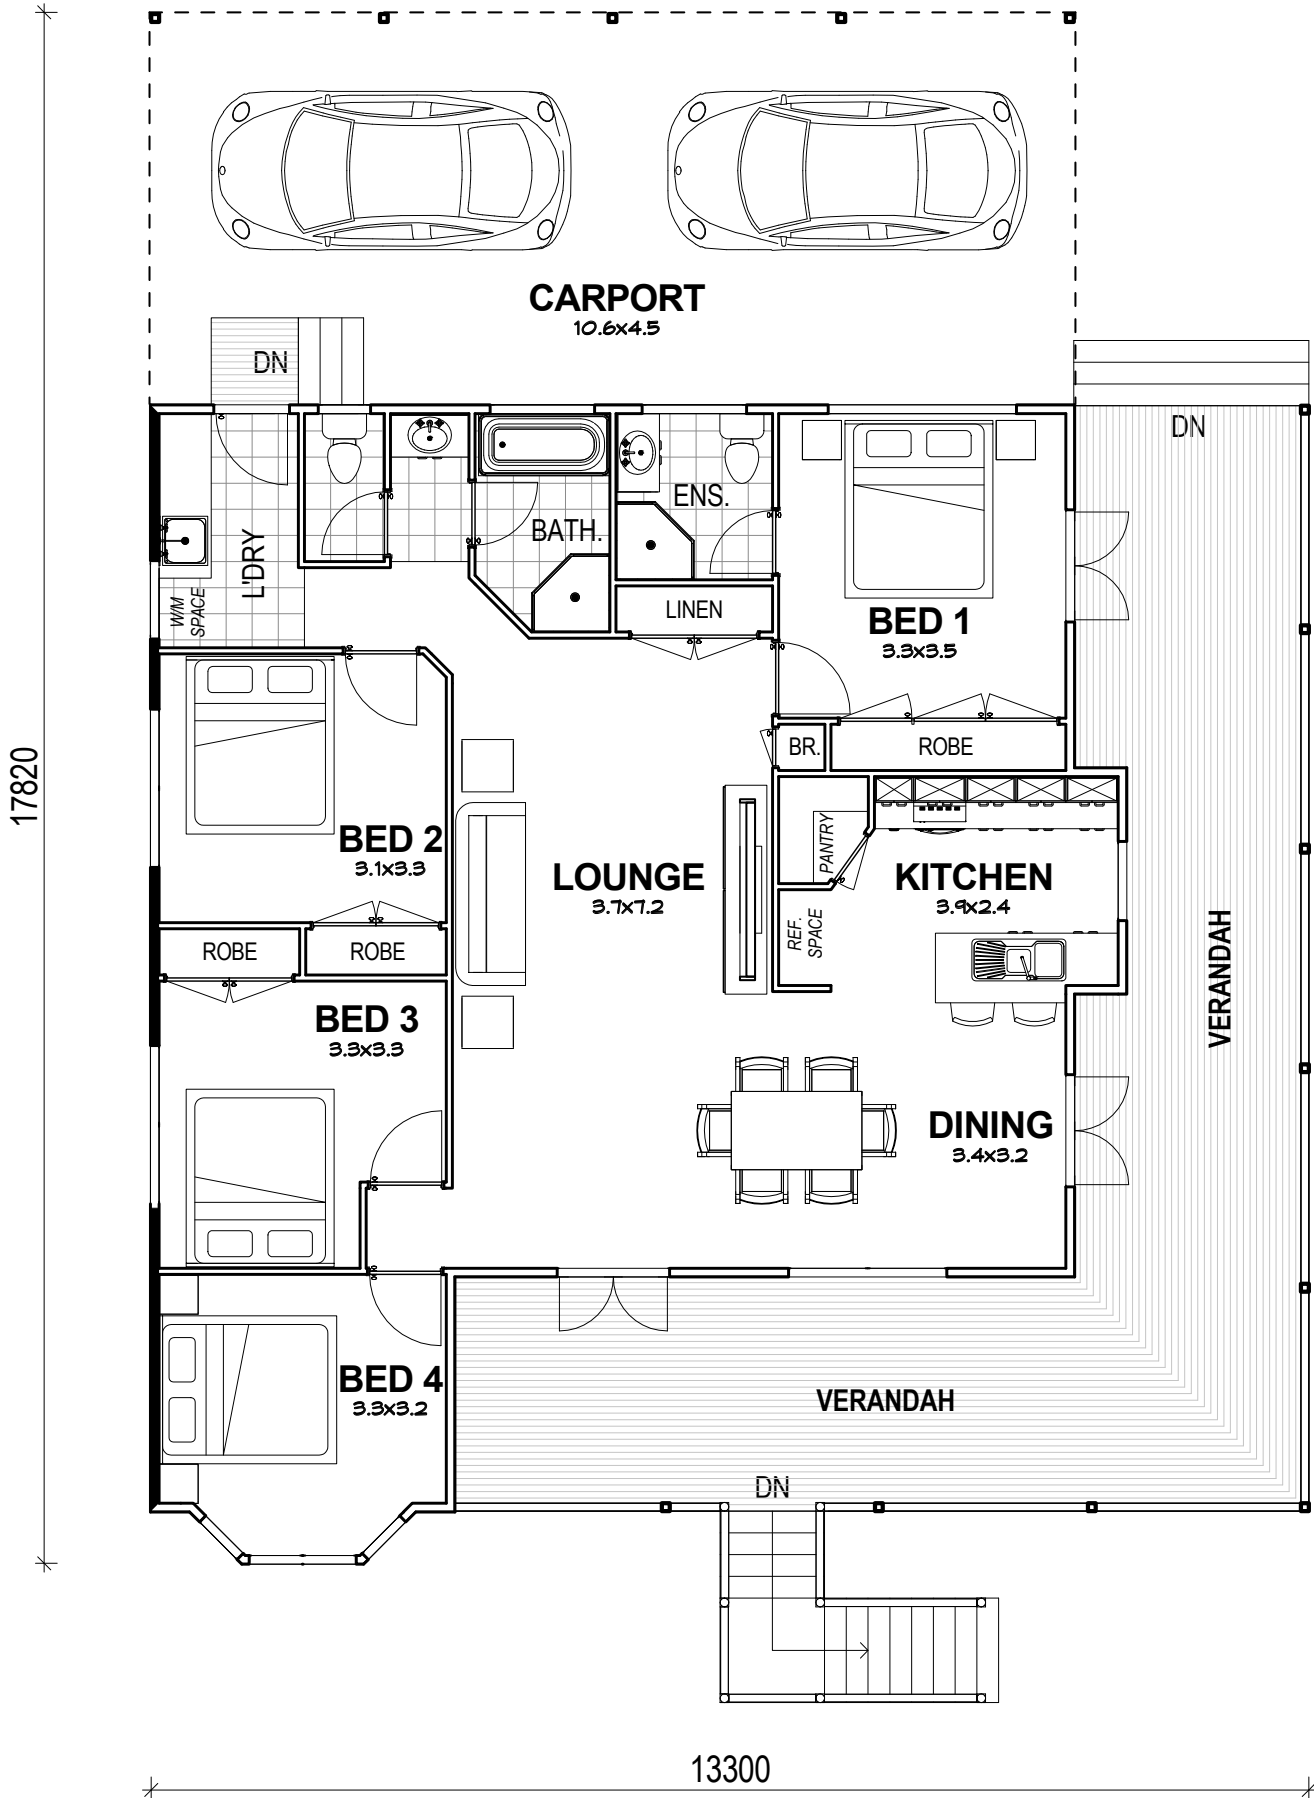 CARPORT
10.6x4.5
DN
DN
ENS.
BATH.
L'DRY
W/M
SPACE
LINEN
BED 1
3.3x3.5
BR.
ROBE
17820
BED 2
3.1x3.3
PANTRY
LOUNGE
3.7x7.2
KITCHEN
3.9x2.4
REF.
SPACE
ROBE
ROBE
VERANDAH
BED 3
3.3x3.3
DINING
3.4x3.2
BED 4
3.3x3.2
VERANDAH
DN
13300